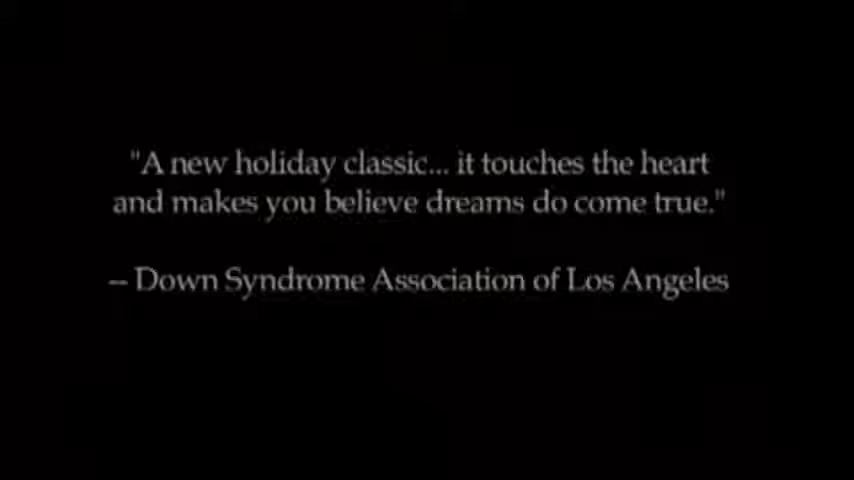 "A new holiday classic... it touches the heart
and makes you believe dreams do come true."
-- Down Syndrome Association of Los Angeles